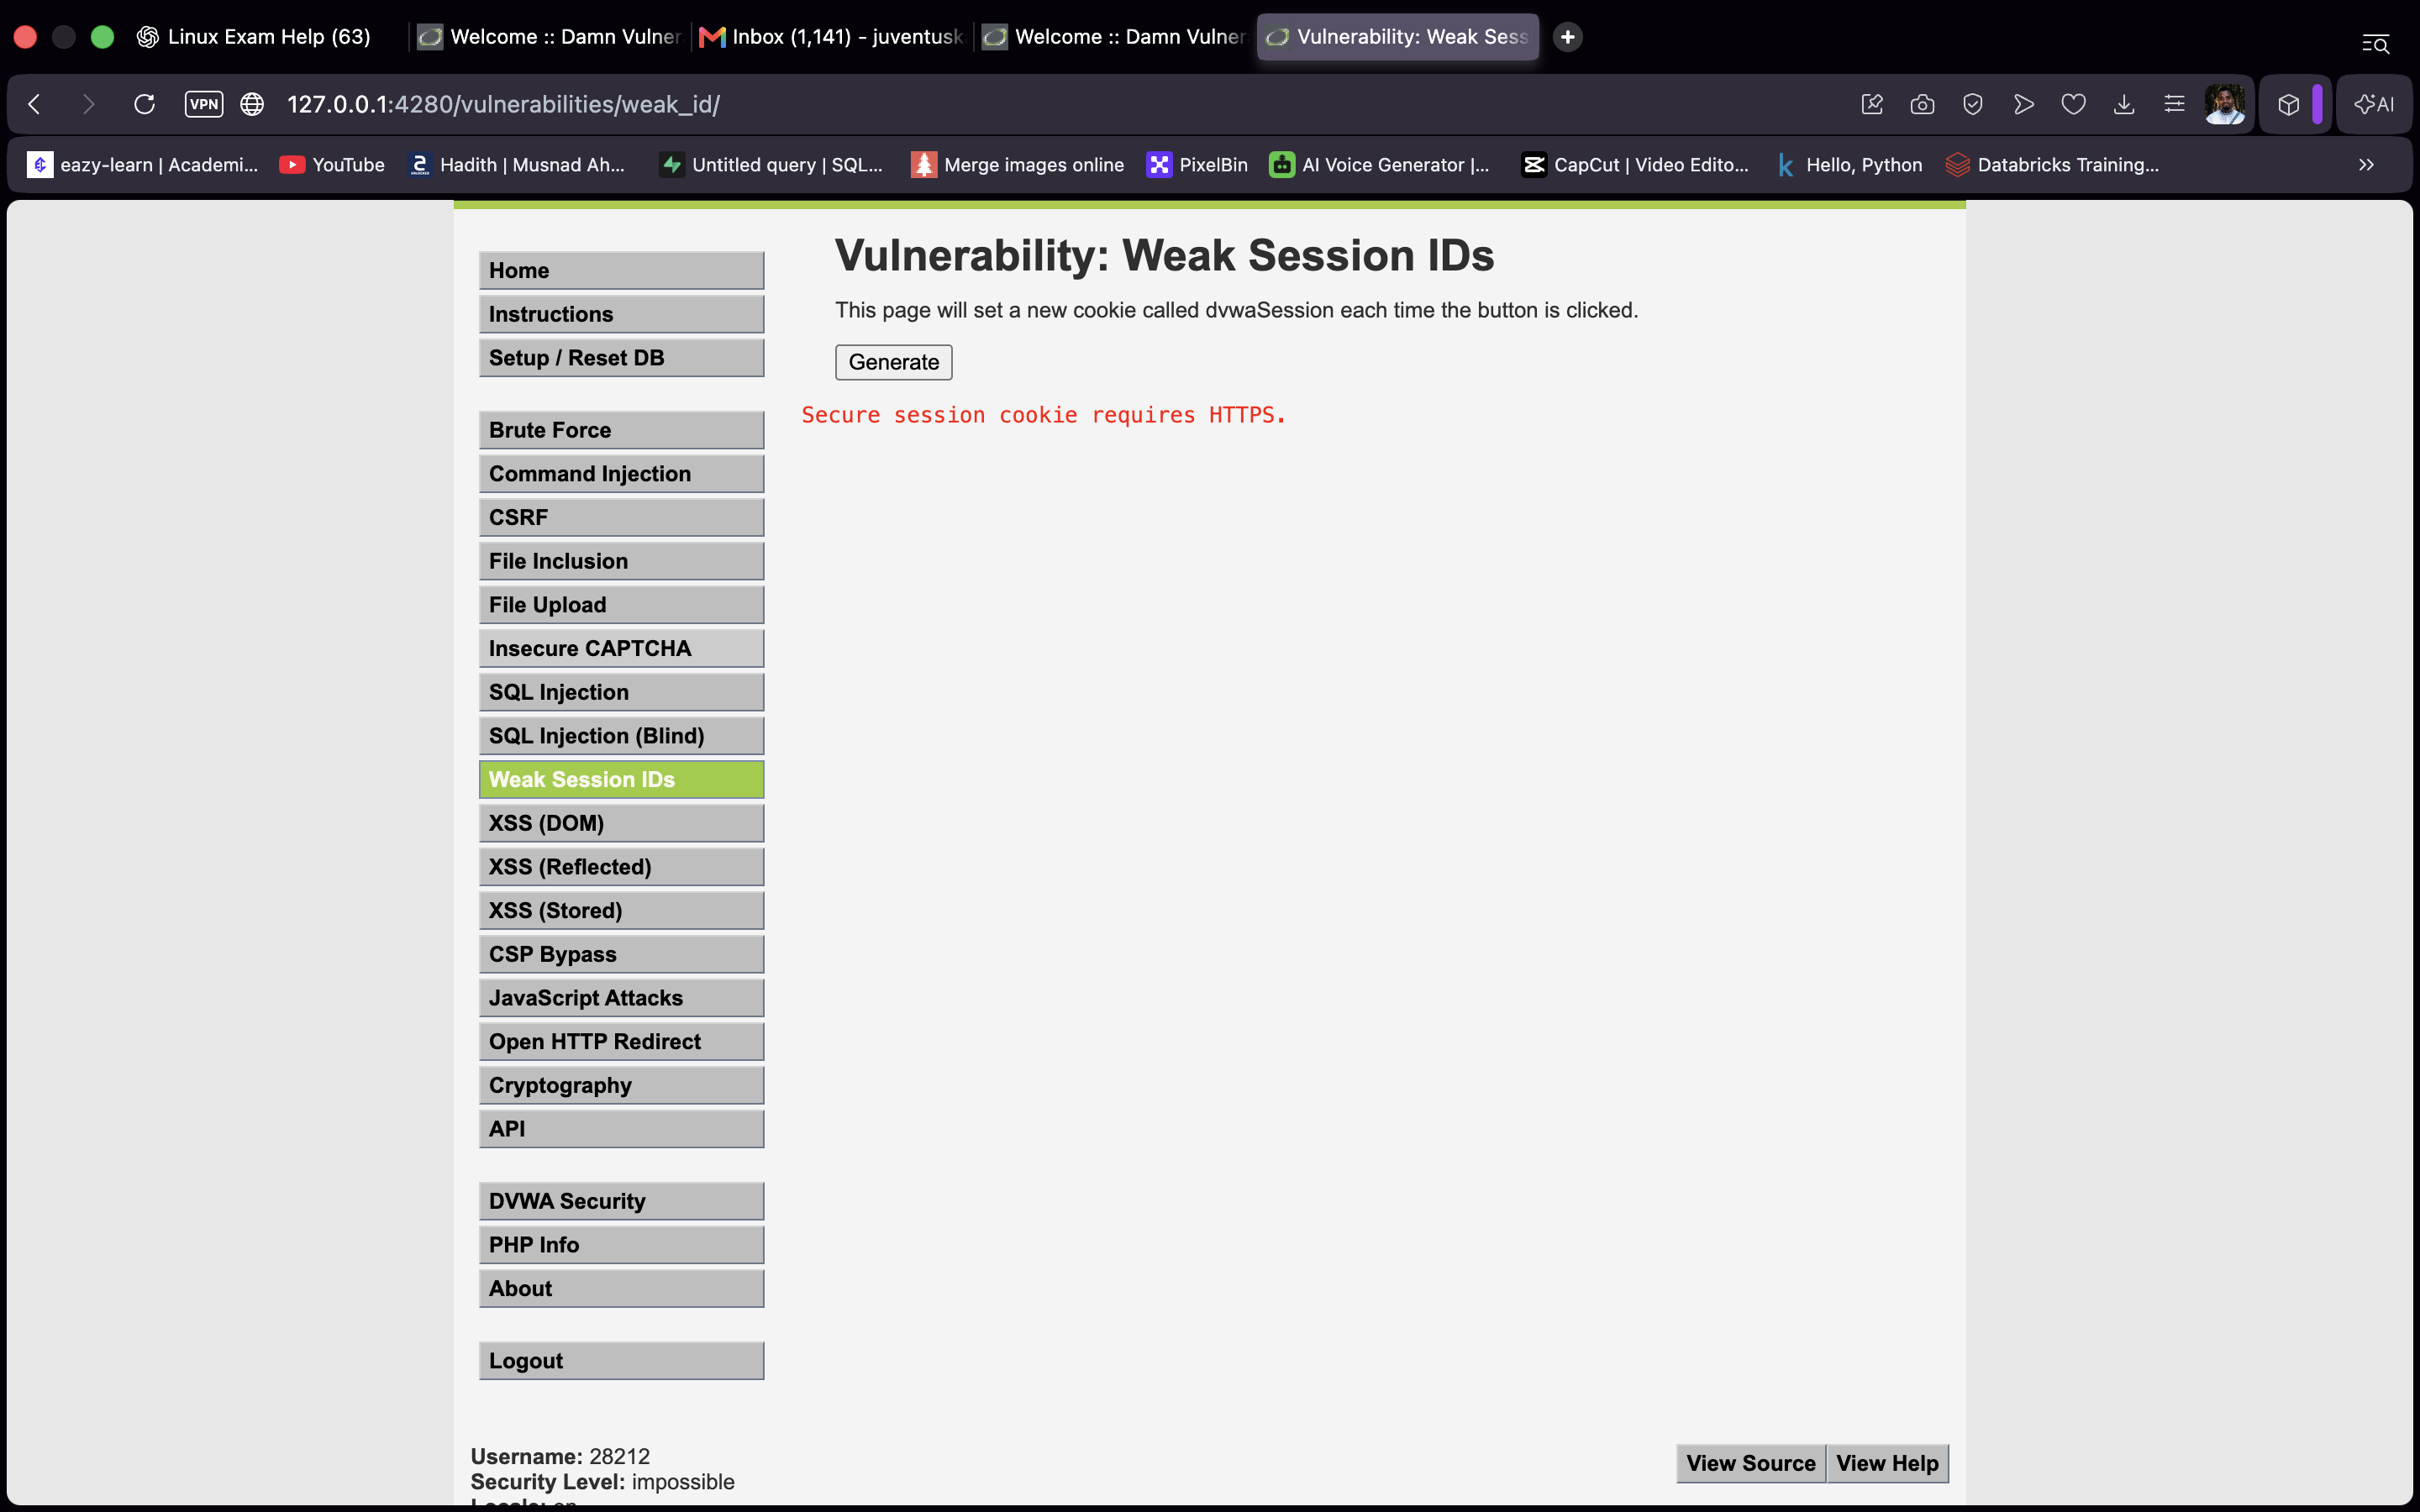 Linux Exam Help (63)
Welcome :: Damn Vulner
Inbox (1,141) - juventusk
Welcome :: Damn Vulner
Vulnerability: Weak Sess
VPN
127.0.0.1:4280/vulnerabilities/weak_id/
AI
eazy-learn | Academi...
YouTube
Hadith | Musnad Ah...
Untitled query | SQL...
Merge images online
PixelBin
AI Voice Generator |...
CapCut | Video Edito...
Hello, Python
Databricks Training...
Home
Instructions
Setup / Reset DB
Brute Force
Command Injection
CSRF
File Inclusion
File Upload
Insecure CAPTCHA
SQL Injection
SQL Injection (Blind)
Weak Session IDs
XSS (DOM)
XSS (Reflected)
XSS (Stored)
CSP Bypass
JavaScript Attacks
Open HTTP Redirect
Cryptography
API
DVWA Security
PHP Info
About
Logout
Vulnerability: Weak Session IDs
This page will set a new cookie called dvwaSession each time the button is clicked.
Generate
Secure session cookie requires HTTPS.
Username: 28212
Security Level: impossible
View Source
View Help